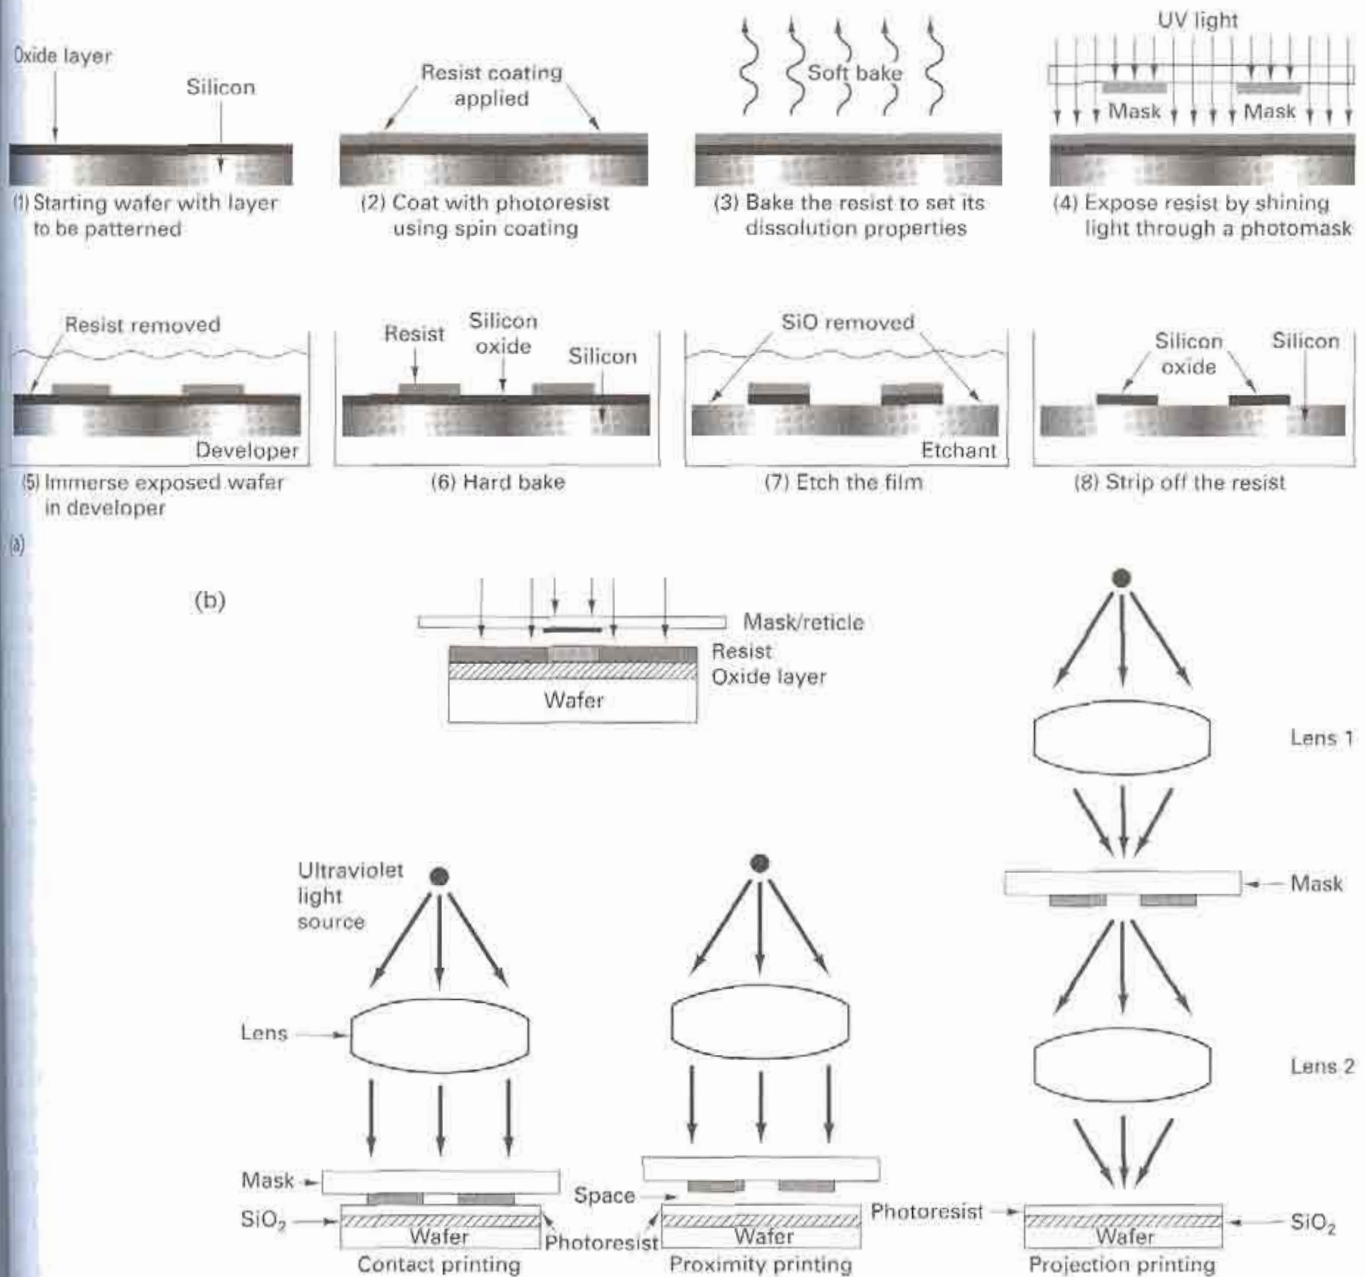 Oxide layer
Silicon
(1) Starting wafer with layer
to be patterned
Resist coating
applied
(2) Coat with photoresist
using spin coating
Soft bake
(3) Bake the resist to set its
dissolution properties
UV light
Mask
Mask
(4) Expose resist by shining
light through a photomask
Resist removed
Developer
(5) Immerse exposed wafer
in developer
Resist
Silicon
oxide
Silicon
(6) Hard bake
SiO removed
Etchant
(7) Etch the film
Silicon
oxide
Silicon
(8) Strip off the resist
(a)
(b)
Mask/reticle
Resist
Oxide layer
Wafer
Ultraviolet
light
source
Lens
Mask
SiO₂
Wafer
Photoresist
Contact printing
Space
Wafer
Proximity printing
Lens 1
Mask
Lens 2
Photoresist
SiO₂
Wafer
Projection printing